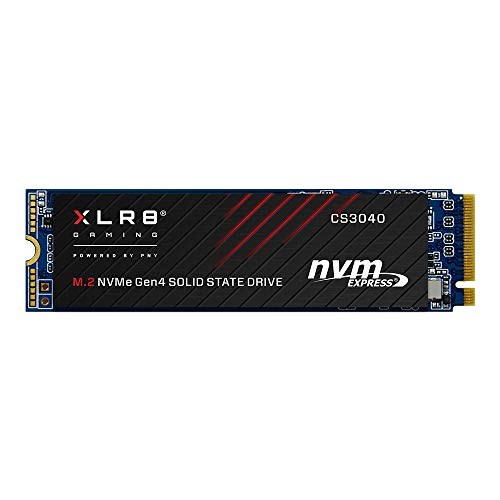 XLR8®
GAMING
POWERED BY PNY
CS3040
M.2 NVMe Gen4 SOLID STATE DRIVE
nvm
EXPRESS